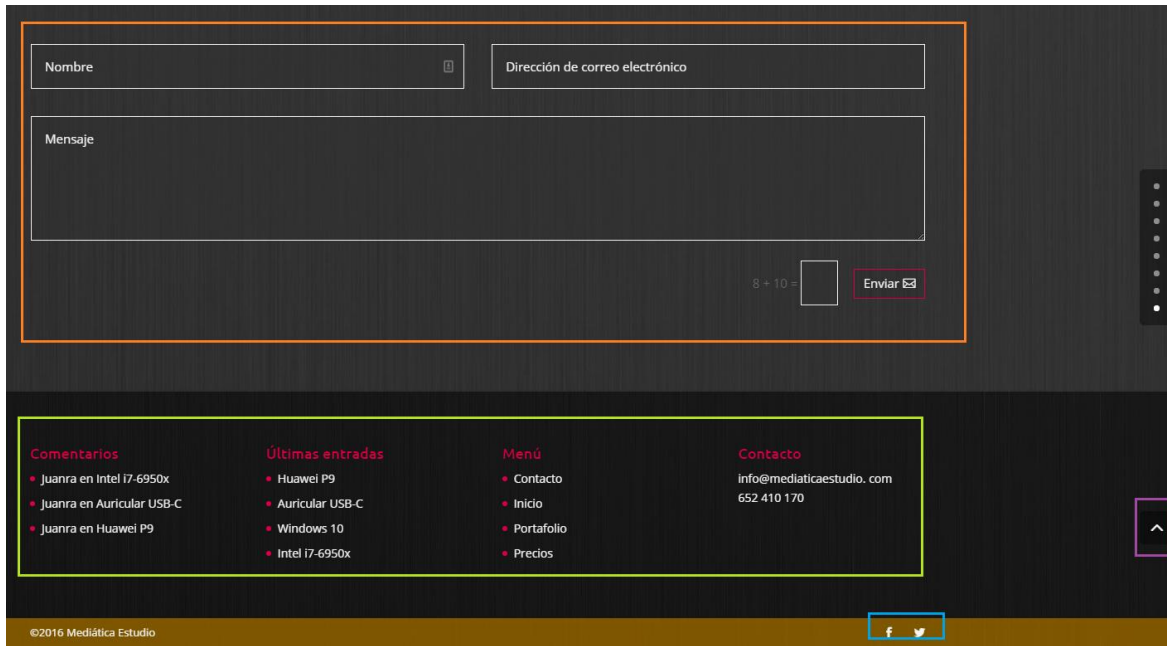 Nombre
Dirección de correo electrónico
Mensaje
8 + 10 =
Enviar
Comentarios
Juanra en Intel i7-6950x
Juanra en Auricular USB-C
Juanra en Huawei P9
Últimas entradas
Huawei P9
Auricular USB-C
Windows 10
Intel i7-6950x
Menú
Contacto
Inicio
Portafolio
Precios
Contacto
info@mediaticaestudio. com
652 410 170
©2016 Mediática Estudio